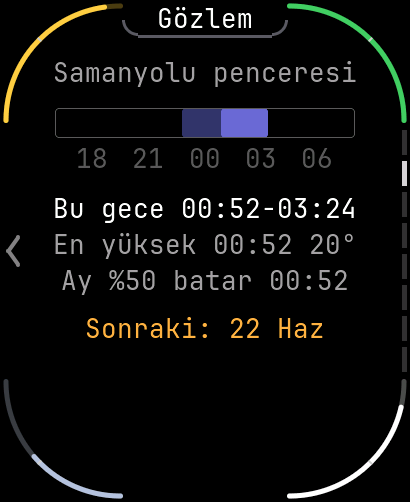 Gözlem
Samanyolu penceresi
18 21 00 03 06
Bu gece 00:52-03:24
En yüksek 00:52 20°
Ay %50 batar 00:52
Sonraki: 22 Haz